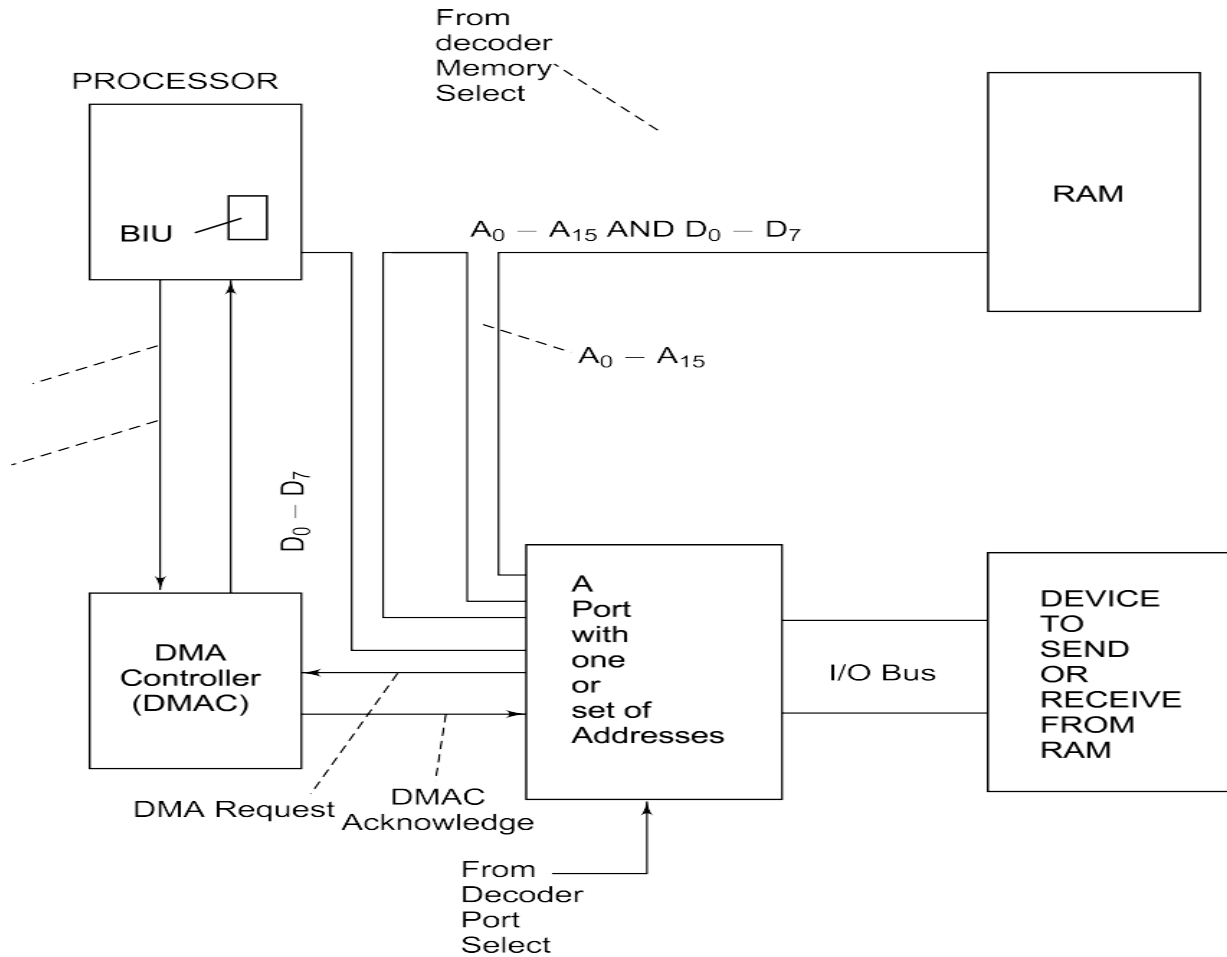 From
decoder
Memory
Select
PROCESSOR
RAM
BIU
A₀ – A₁₅ AND D₀ – D₇
A₀ – A₁₅
D₀ – D₇
A
Port
with
one
or
set of
Addresses
DEVICE
TO
SEND
OR
RECEIVE
FROM
RAM
DMA
Controller
(DMAC)
I/O Bus
DMA Request
DMAC
Acknowledge
From
Decoder
Port
Select